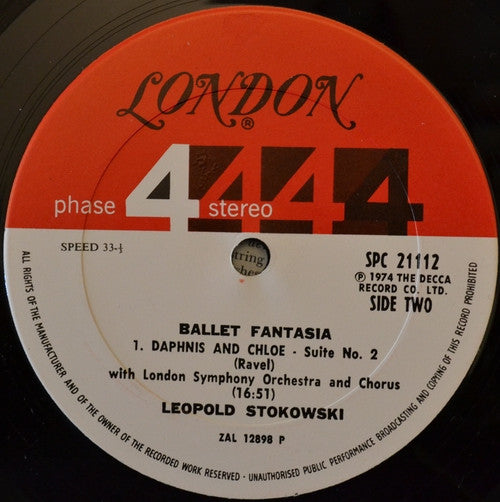 LONDON
®
phase 4 stereo
444
SPEED 33-⅓
SPC 21112
℗ 1974 THE DECCA
RECORD CO. LTD.
SIDE TWO
BALLET FANTASIA
1. DAPHNIS AND CHLOE - Suite No. 2
(Ravel)
with London Symphony Orchestra and Chorus
(16:51)
LEOPOLD STOKOWSKI
ZAL 12898 P
ALL RIGHTS OF THE MANUFACTURER AND OF THE OWNER OF THE RECORDED WORK RESERVED - UNAUTHORISED PUBLIC PERFORMANCE BROADCASTING AND COPYING OF THIS RECORD PROHIBITED